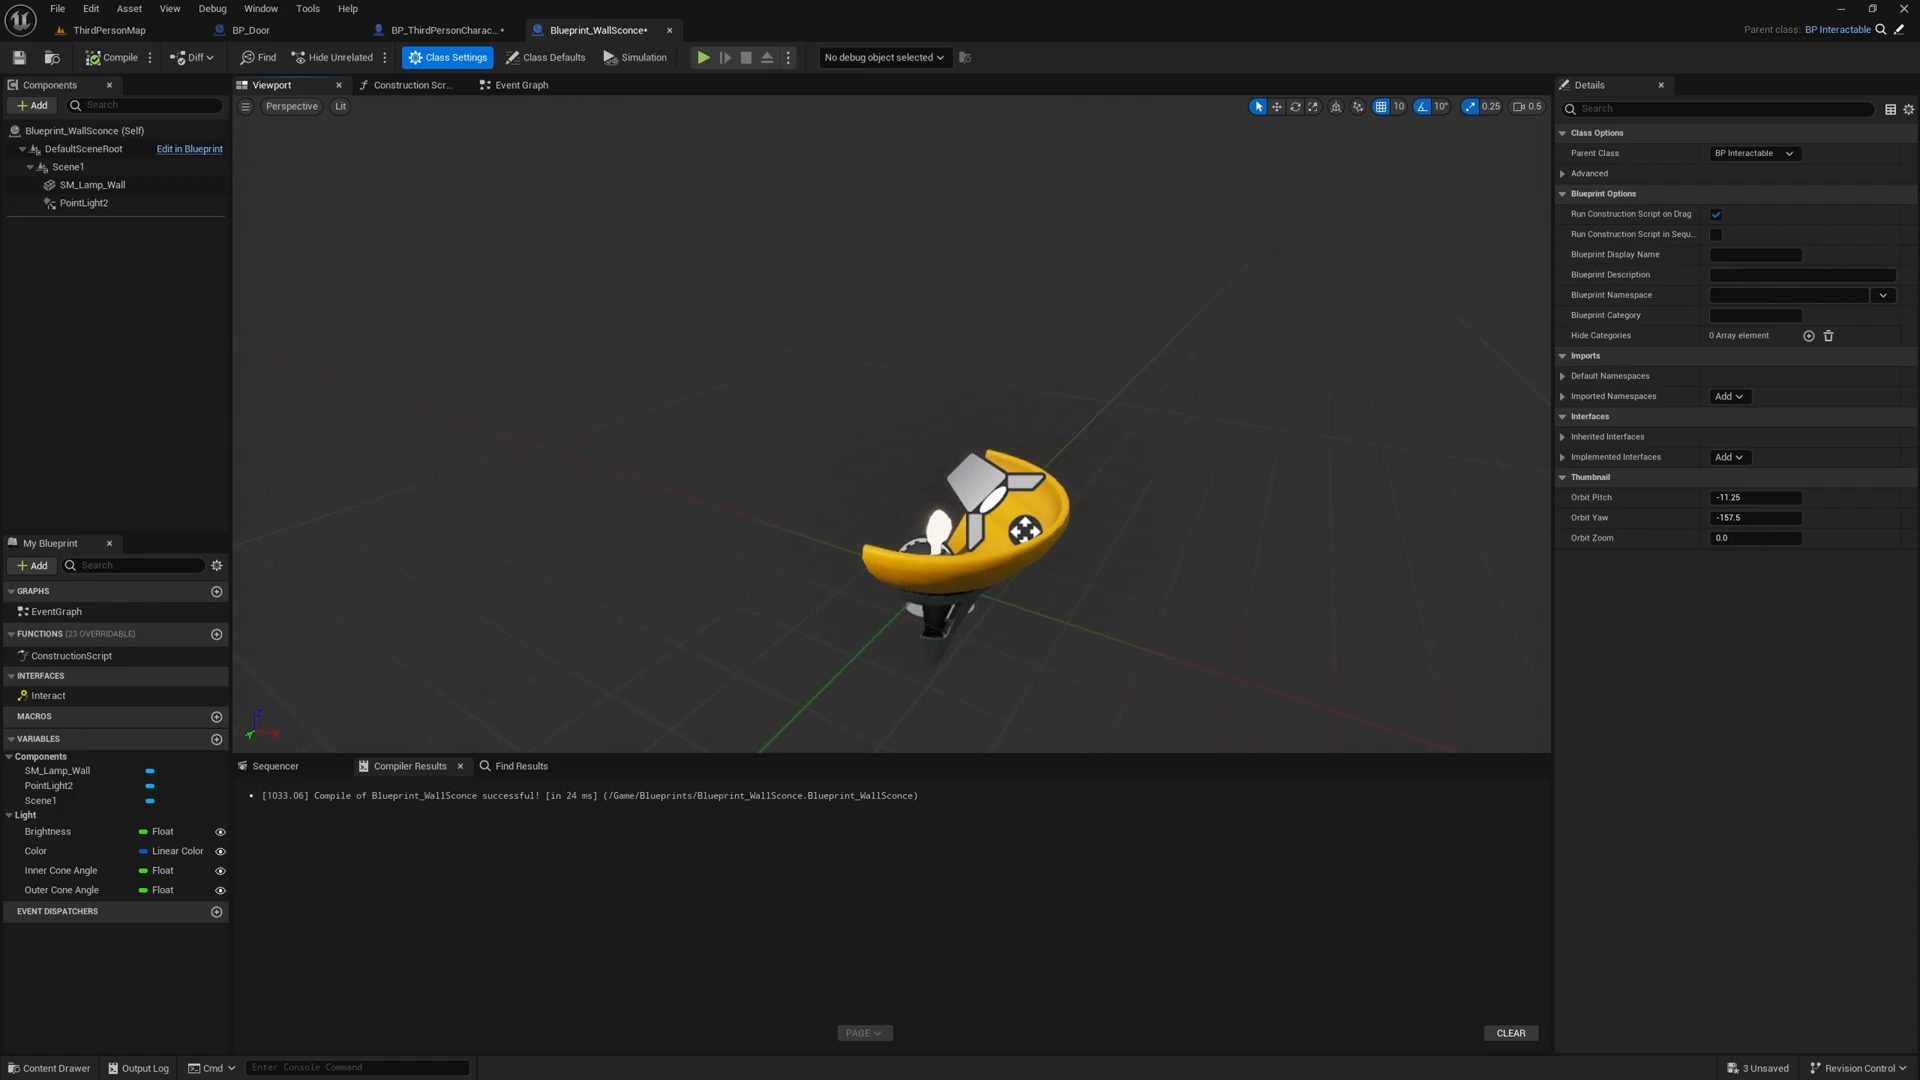 File Edit Asset View Debug Window Tools Help
ThirdPersonMap BP_Door BP_ThirdPersonCharac...• Blueprint_WallSconce•
Parent class: BP Interactable
Compile Diff Find Hide Unrelated Class Settings Class Defaults Simulation No debug object selected
Components
Add Search
Blueprint_WallSconce (Self)
DefaultSceneRoot Edit in Blueprint
Scene1
SM_Lamp_Wall
PointLight2
My Blueprint
Add Search
GRAPHS
EventGraph
FUNCTIONS (23 OVERRIDABLE)
ConstructionScript
INTERFACES
Interact
MACROS
VARIABLES
Components
SM_Lamp_Wall
PointLight2
Scene1
Light
Brightness Float
Color Linear Color
Inner Cone Angle Float
Outer Cone Angle Float
EVENT DISPATCHERS
Viewport Construction Scr... Event Graph
Perspective Lit
10 10° 0.25 0.5
Z
Sequencer Compiler Results Find Results
• [1033.06] Compile of Blueprint_WallSconce successful! [in 24 ms] (/Game/Blueprints/Blueprint_WallSconce.Blueprint_WallSconce)
PAGE CLEAR
Details
Search
Class Options
Parent Class BP Interactable
Advanced
Blueprint Options
Run Construction Script on Drag
Run Construction Script in Sequ...
Blueprint Display Name
Blueprint Description
Blueprint Namespace
Blueprint Category
Hide Categories 0 Array element
Imports
Default Namespaces
Imported Namespaces Add
Interfaces
Inherited Interfaces
Implemented Interfaces Add
Thumbnail
Orbit Pitch -11.25
Orbit Yaw -157.5
Orbit Zoom 0.0
Content Drawer Output Log Cmd Enter Console Command 3 Unsaved Revision Control